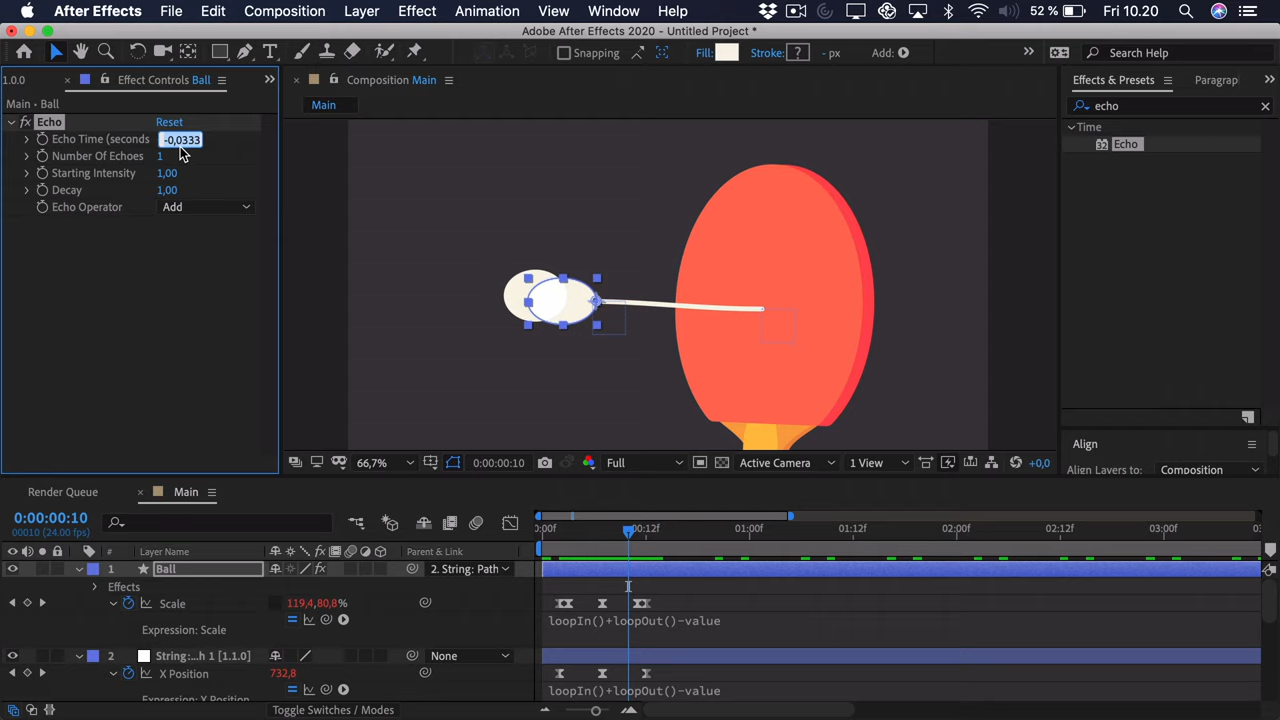 After Effects File Edit Composition Layer Effect Animation View Window Help 52 % Fri 10.20
Adobe After Effects 2020 - Untitled Project *
Snapping Fill: Stroke: ? - px Add: Search Help
1.0.0 × Effect Controls Ball Composition Main Effects & Presets Paragrap
Main • Ball Main echo
fx Echo Reset Time
Echo Time (seconds -0,0333 32 Echo
Number Of Echoes 1
Starting Intensity 1,00
Decay 1,00
Echo Operator Add
Align
66,7% 0:00:00:10 Full Active Camera 1 View +0,0 Align Layers to: Composition
Render Queue × Main
0:00:00:10
00010 (24.00 fps) 0:00f 00:12f 01:00f 01:12f 02:00f 02:12f 03:00f
# Layer Name fx Parent & Link
1 Ball fx 2. String: Path
Effects
Scale 119,4,80,8%
Expression: Scale loopIn()+loopOut()-value
2 String:...h 1 [1.1.0] None
X Position 732,8
Expression: X Position loopIn()+loopOut()-value
Toggle Switches / Modes